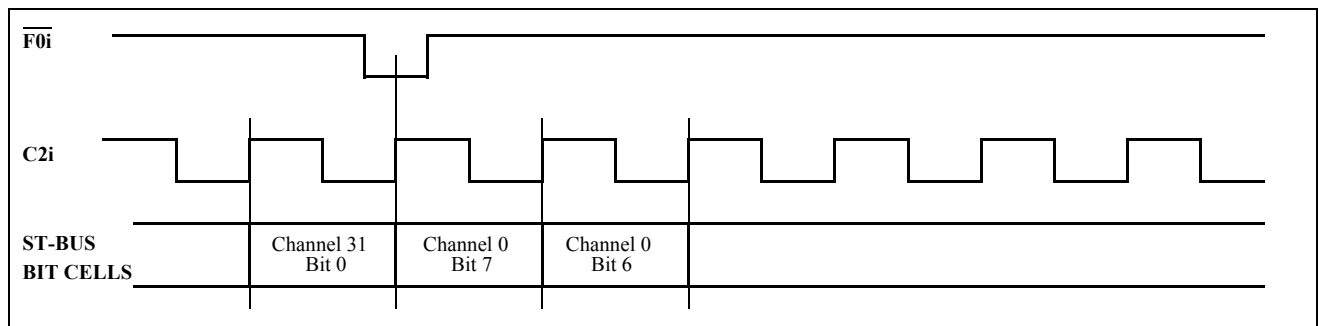 F0i
C2i
ST-BUS
BIT CELLS
Channel 31
Bit 0
Channel 0
Bit 7
Channel 0
Bit 6